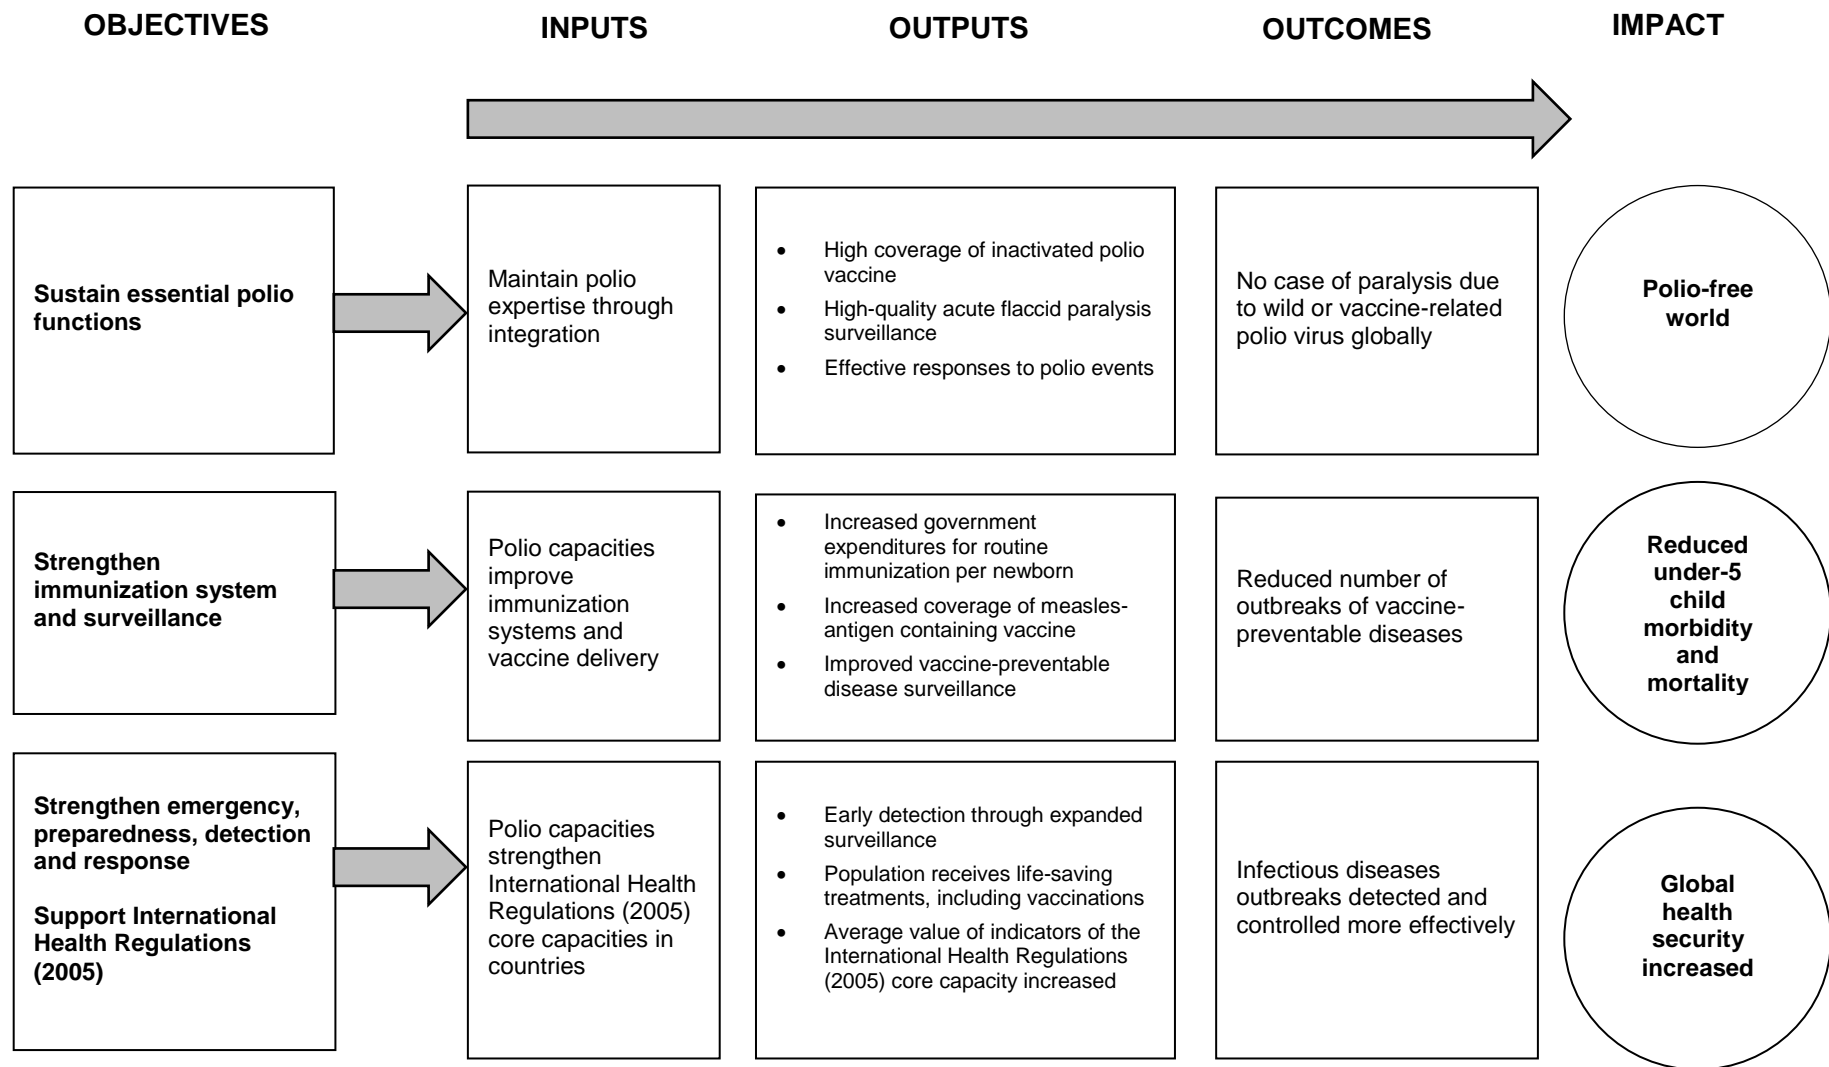 OBJECTIVES
INPUTS
OUTPUTS
OUTCOMES
IMPACT
Sustain essential polio
functions
Maintain polio
expertise through
integration
• High coverage of inactivated polio
vaccine
• High-quality acute flaccid paralysis
surveillance
• Effective responses to polio events
No case of paralysis due
to wild or vaccine-related
polio virus globally
Polio-free
world
Strengthen
immunization system
and surveillance
Polio capacities
improve
immunization
systems and
vaccine delivery
• Increased government
expenditures for routine
immunization per newborn
• Increased coverage of measles-
antigen containing vaccine
• Improved vaccine-preventable
disease surveillance
Reduced number of
outbreaks of vaccine-
preventable diseases
Reduced
under-5
child
morbidity
and
mortality
Strengthen emergency,
preparedness, detection
and response
Support International
Health Regulations
(2005)
Polio capacities
strengthen
International Health
Regulations (2005)
core capacities in
countries
• Early detection through expanded
surveillance
• Population receives life-saving
treatments, including vaccinations
• Average value of indicators of the
International Health Regulations
(2005) core capacity increased
Infectious diseases
outbreaks detected and
controlled more effectively
Global
health
security
increased